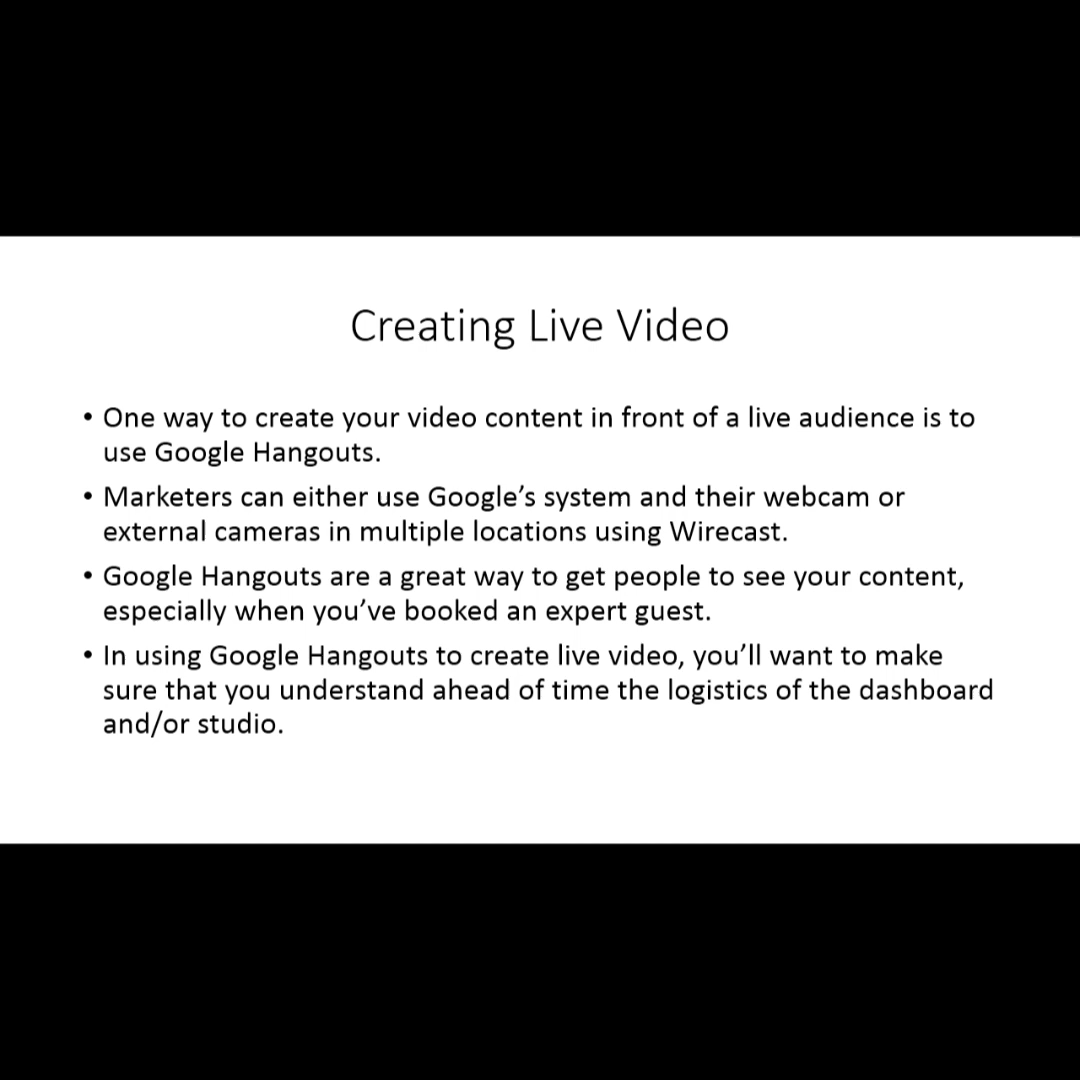 Creating Live Video
• One way to create your video content in front of a live audience is to
use Google Hangouts.
• Marketers can either use Google’s system and their webcam or
external cameras in multiple locations using Wirecast.
• Google Hangouts are a great way to get people to see your content,
especially when you’ve booked an expert guest.
• In using Google Hangouts to create live video, you’ll want to make
sure that you understand ahead of time the logistics of the dashboard
and/or studio.